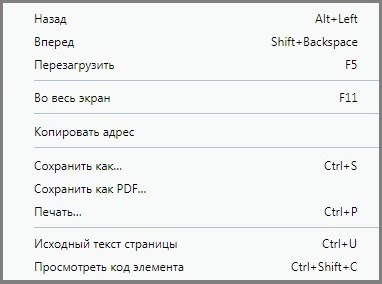 Назад Alt+Left
Вперед Shift+Backspace
Перезагрузить F5
Во весь экран F11
Копировать адрес
Сохранить как... Ctrl+S
Сохранить как PDF...
Печать... Ctrl+P
Исходный текст страницы Ctrl+U
Просмотреть код элемента Ctrl+Shift+C